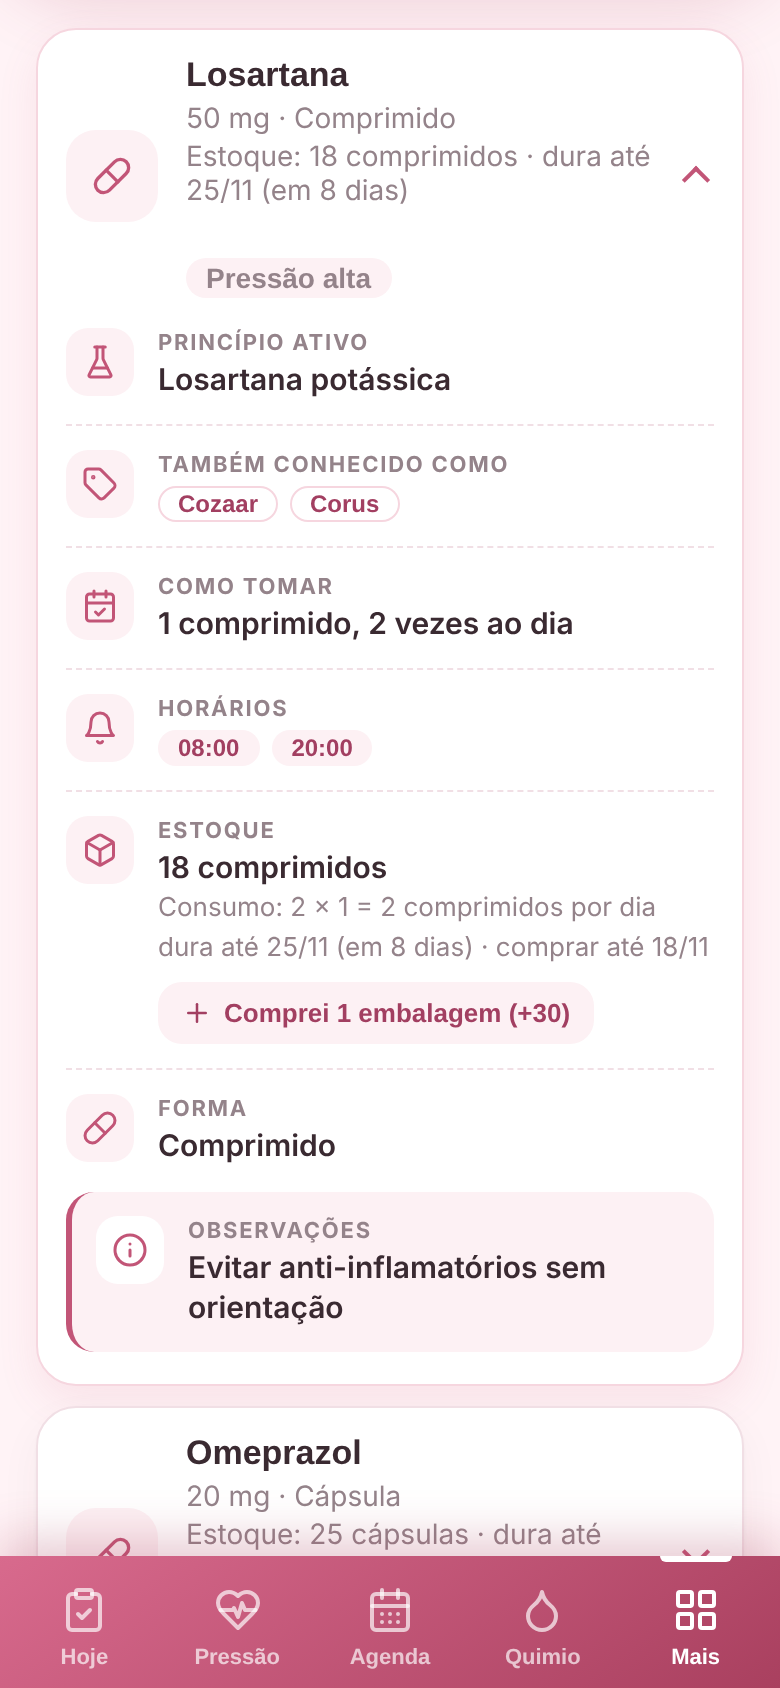 Losartana
50 mg · Comprimido
Estoque: 18 comprimidos · dura até
25/11 (em 8 dias)
Pressão alta
PRINCÍPIO ATIVO
Losartana potássica
TAMBÉM CONHECIDO COMO
Cozaar Corus
COMO TOMAR
1 comprimido, 2 vezes ao dia
HORÁRIOS
08:00 20:00
ESTOQUE
18 comprimidos
Consumo: 2 × 1 = 2 comprimidos por dia
dura até 25/11 (em 8 dias) · comprar até 18/11
+ Comprei 1 embalagem (+30)
FORMA
Comprimido
OBSERVAÇÕES
Evitar anti-inflamatórios sem
orientação
Omeprazol
20 mg · Cápsula
Estoque: 25 cápsulas · dura até
Hoje Pressão Agenda Quimio Mais